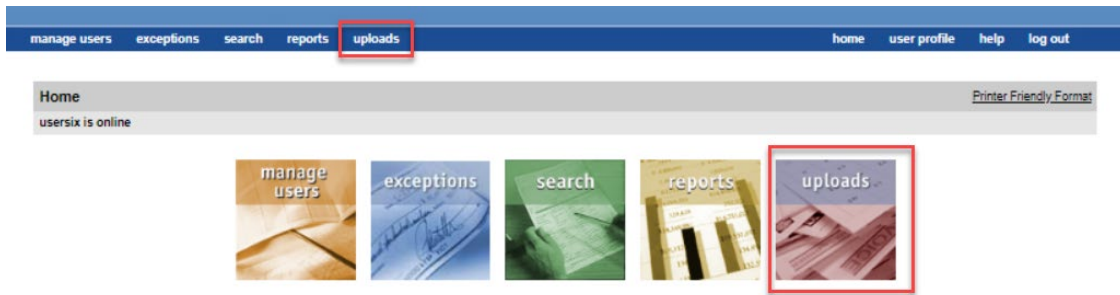 manage users exceptions search reports uploads home user profile help log out
Home Printer Friendly Format
usersix is online
manage users
exceptions
search
reports
uploads